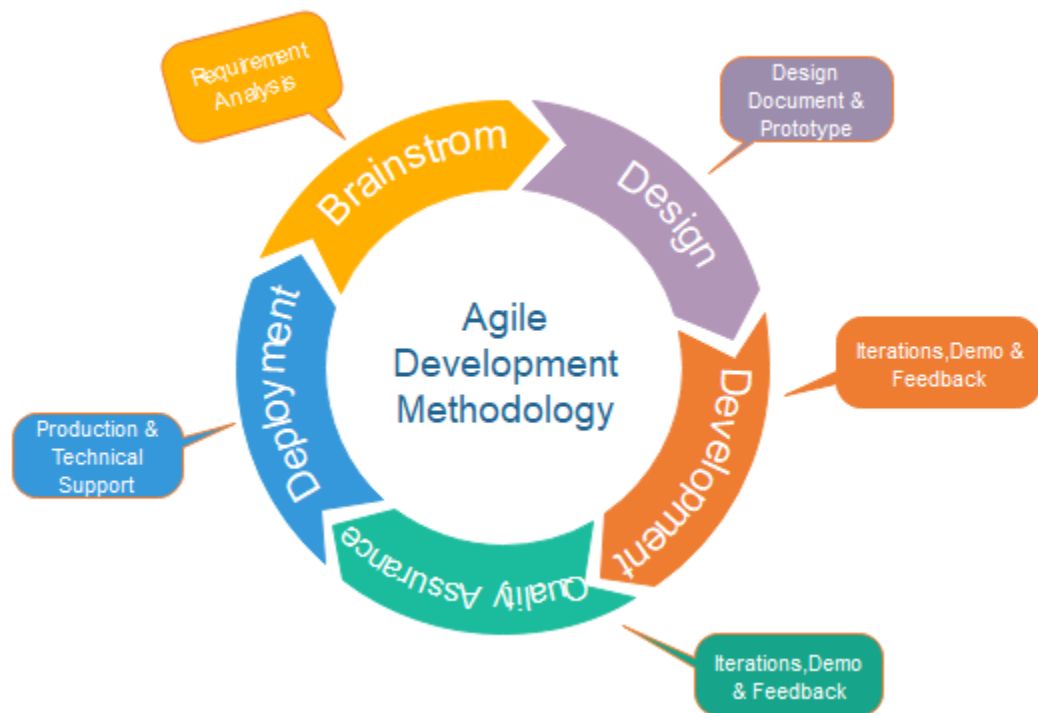 Requirement
Analysis
Brainstrom
Design
Document &
Prototype
Design
Iterations,Demo &
Feedback
Development
Iterations,Demo
& Feedback
Quality Assurance
Production &
Technical
Support
Deployment
Agile
Development
Methodology